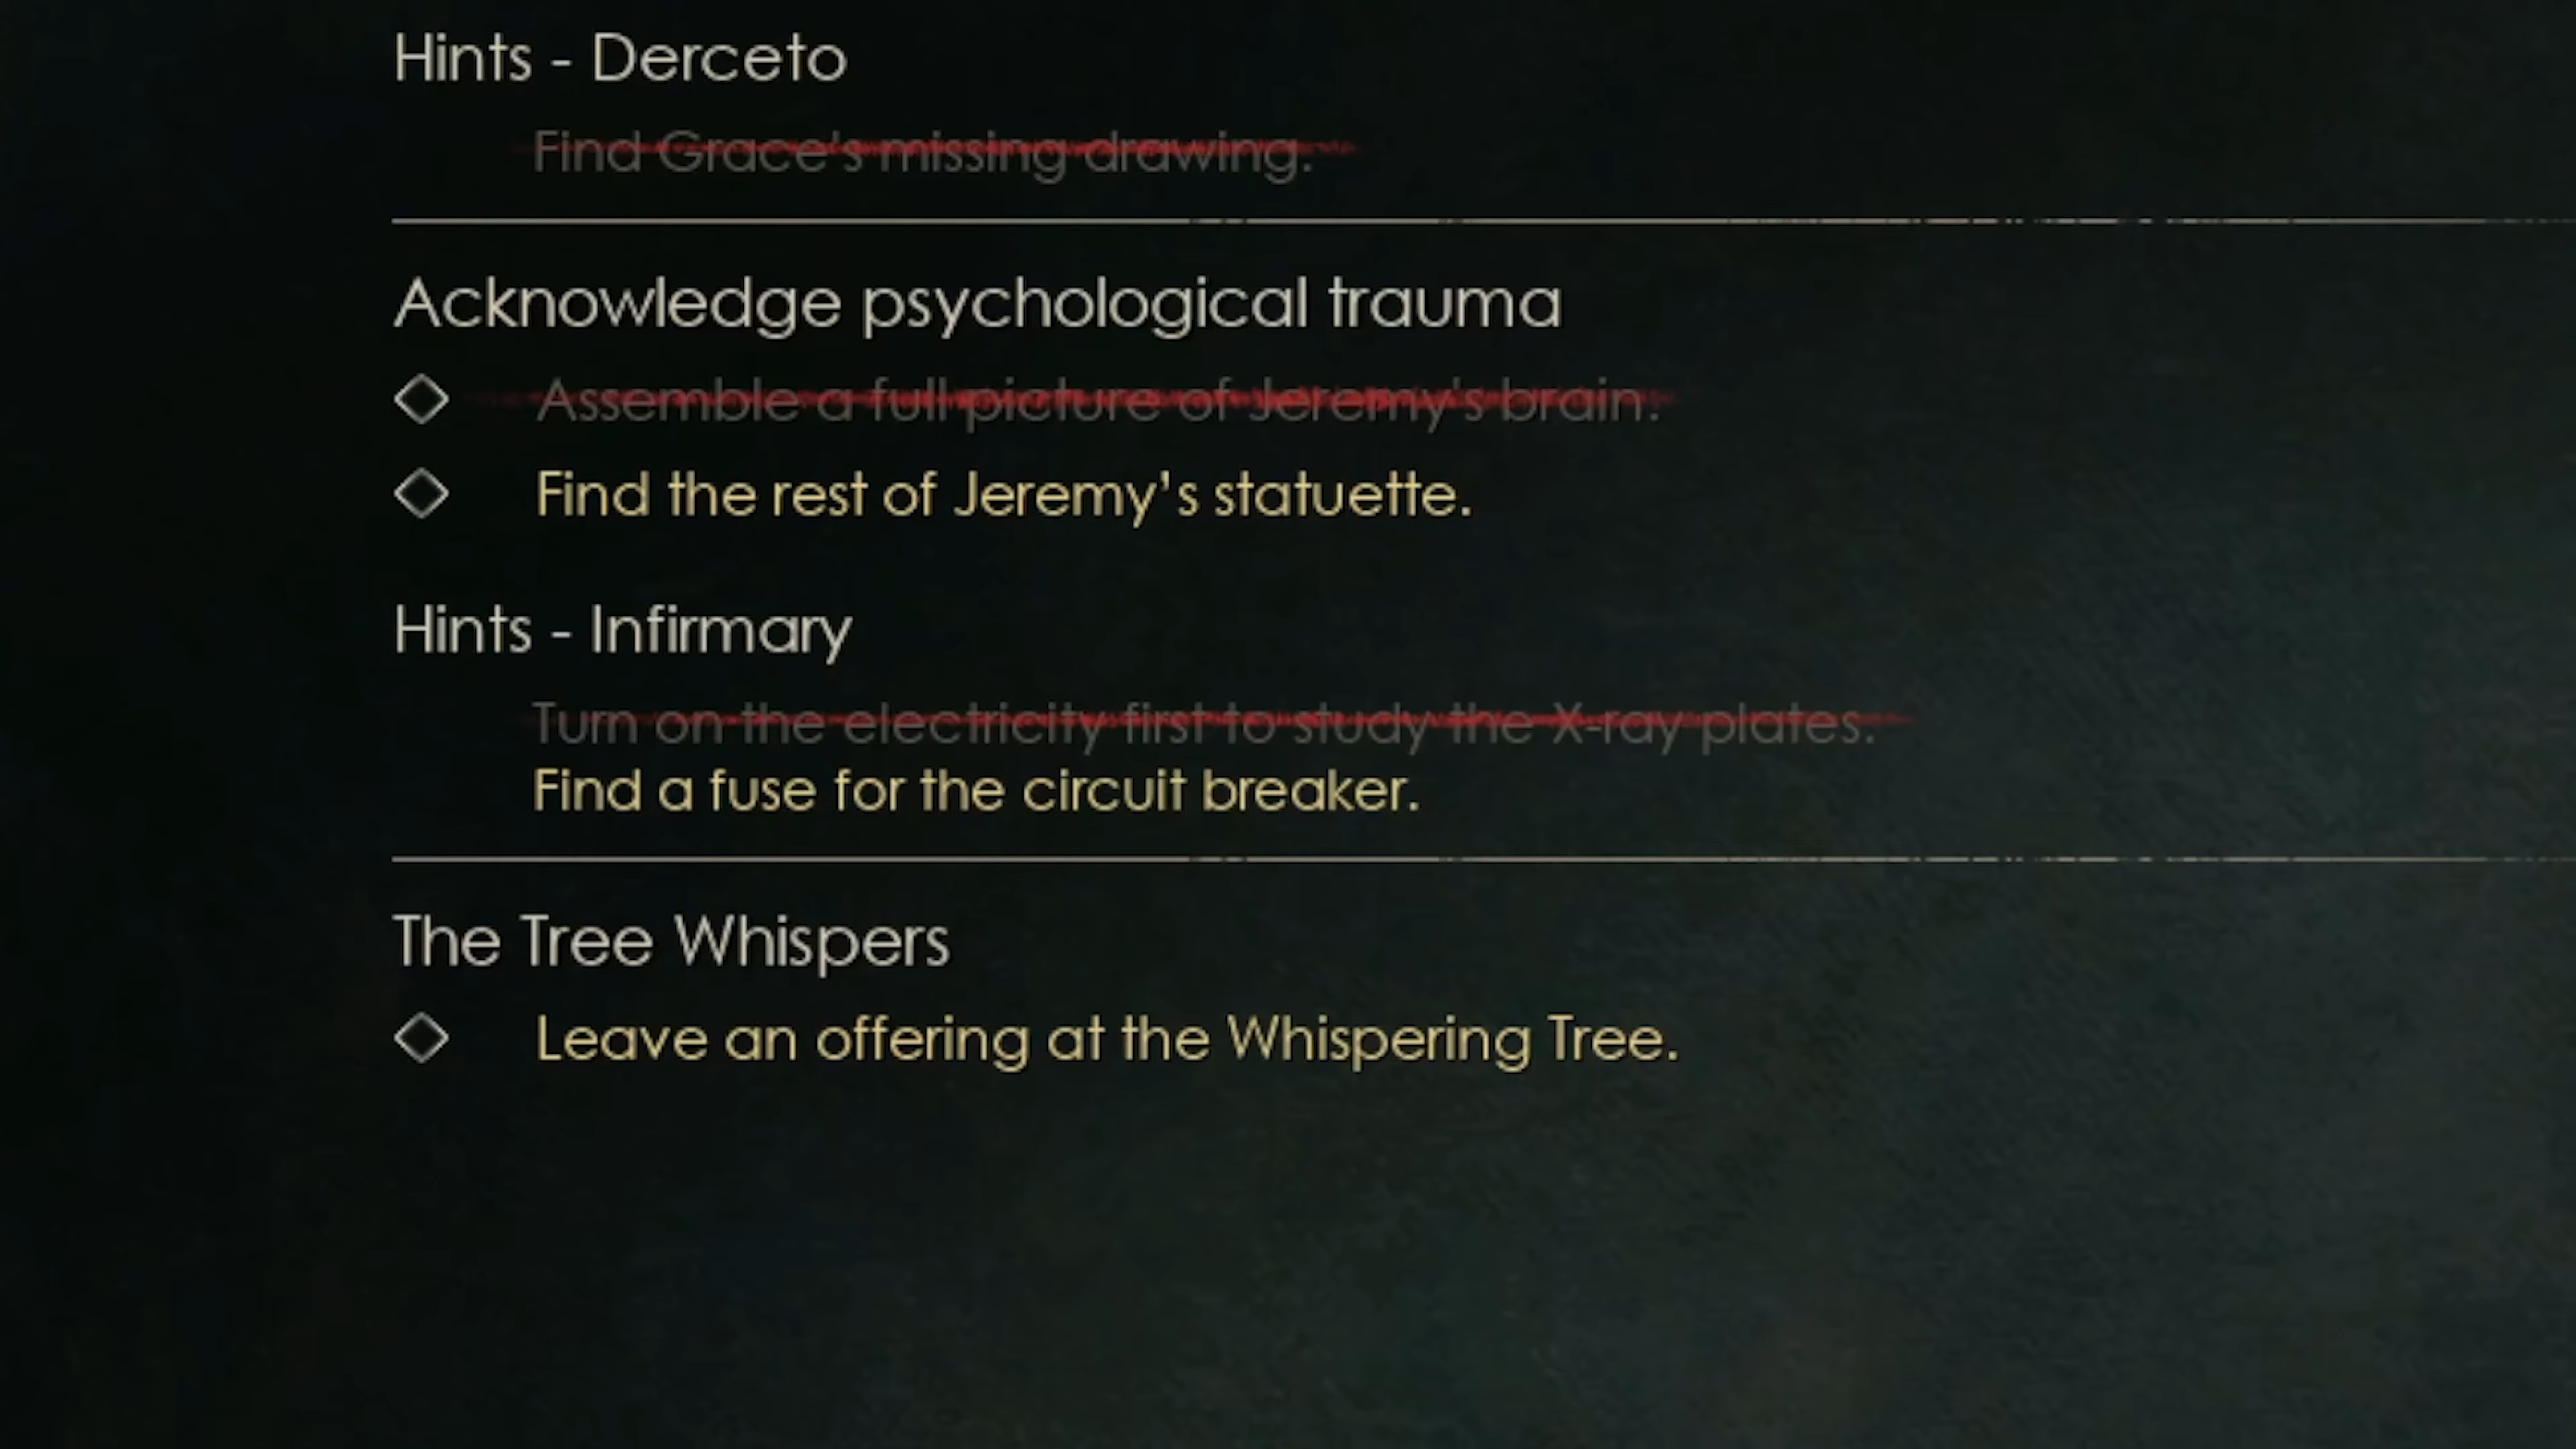 Hints - Derceto
Find Grace's missing drawing.
Acknowledge psychological trauma
Assemble a full picture of Jeremy's brain.
Find the rest of Jeremy’s statuette.
Hints - Infirmary
Turn on the electricity first to study the X-ray plates.
Find a fuse for the circuit breaker.
The Tree Whispers
Leave an offering at the Whispering Tree.